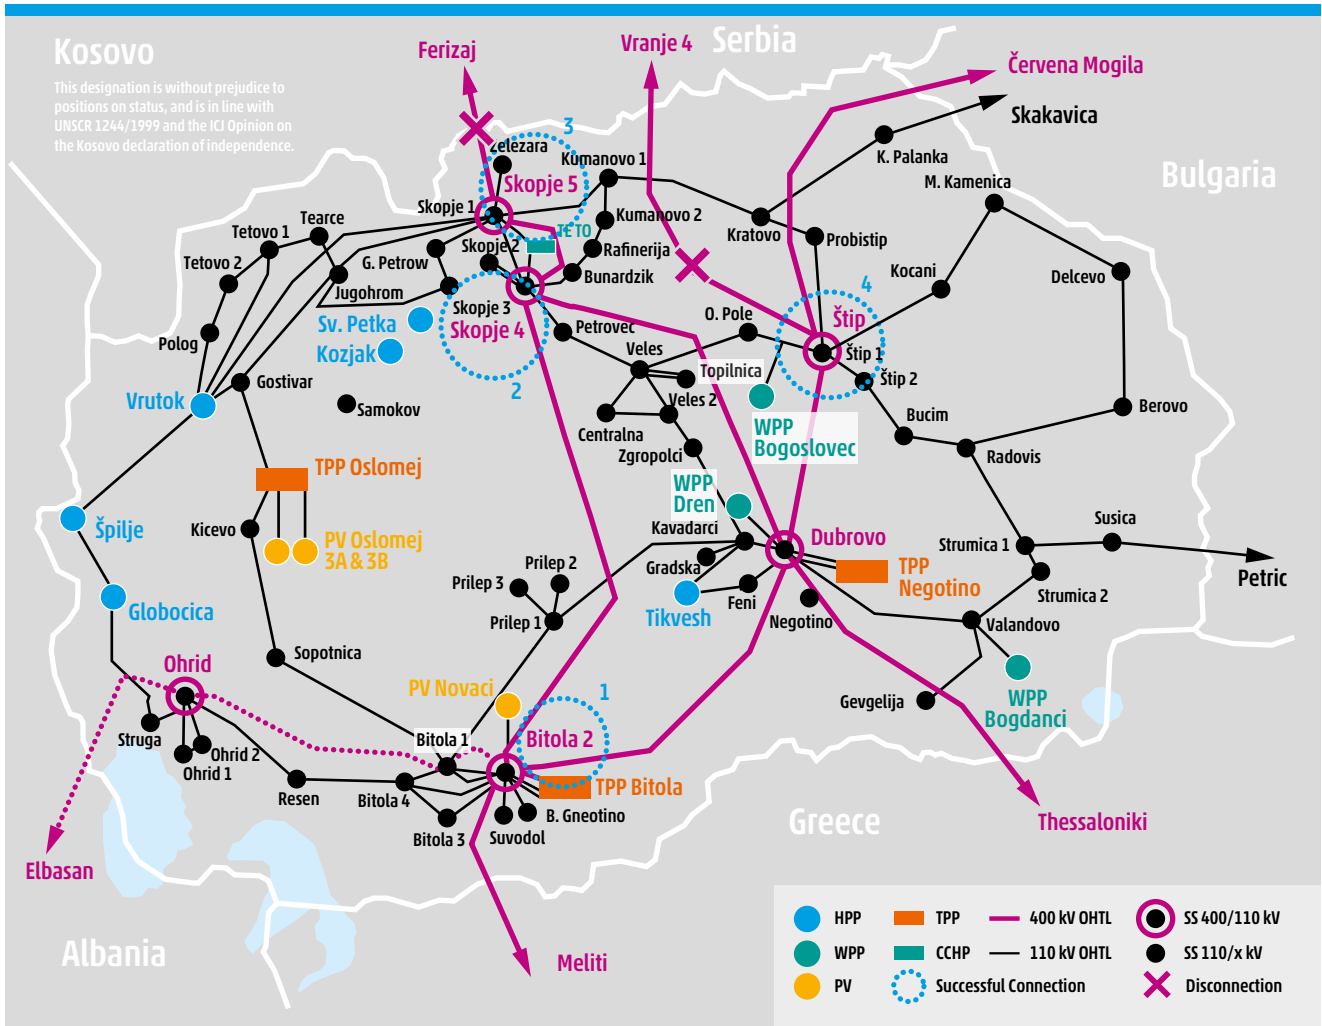 Kosovo
This designation is without prejudice to
positions on status, and is in line with
UNSCR 1244/1999 and the ICJ Opinion on
the Kosovo declaration of independence.
Ferizaj
Vranje 4
Serbia
Červena Mogila
Skakavica
Bulgaria
3
Železara
Skopje 5
Kumanovo 1
K. Palanka
M. Kamenica
Skopje 1
Kumanovo 2
Kratovo
Probistip
Tearce
Tetovo 1
Tetovo 2
G. Petrow
Skopje 2
TE TO
Rafinerija
Bunardzik
Kocani
Delcevo
Jugohrom
4
Skopje 3
Skopje 4
Sv. Petka
Kozjak
Petrovec
O. Pole
Štip
Štip 1
Štip 2
Polog
Gostivar
Veles
Topilnica
Vrutok
Samokov
2
Veles 2
Centralna
Zgropolci
WPP
Bogoslovec
Bucim
Berovo
Radovis
TPP Oslomej
WPP
Dren
Špilje
Kicevo
PV Oslomej
3A & 3B
Kavadarci
Dubrovo
Susica
Strumica 1
Petric
Gradska
TPP
Negotino
Strumica 2
Prilep 2
Prilep 3
Prilep 1
Globocica
Tikvesh
Feni
Negotino
Valandovo
Sopotnica
Ohrid
PV Novaci
1
Gevgelija
WPP
Bogdanci
Struga
Ohrid 2
Ohrid 1
Bitola 1
Bitola 2
Resen
Bitola 4
TPP Bitola
B. Gneotino
Bitola 3
Suvodol
Greece
Thessaloniki
Elbasan
Albania
Meliti
HPP
TPP
400 kV OHTL
SS 400/110 kV
WPP
CCHP
110 kV OHTL
SS 110/x kV
PV
Successful Connection
Disconnection